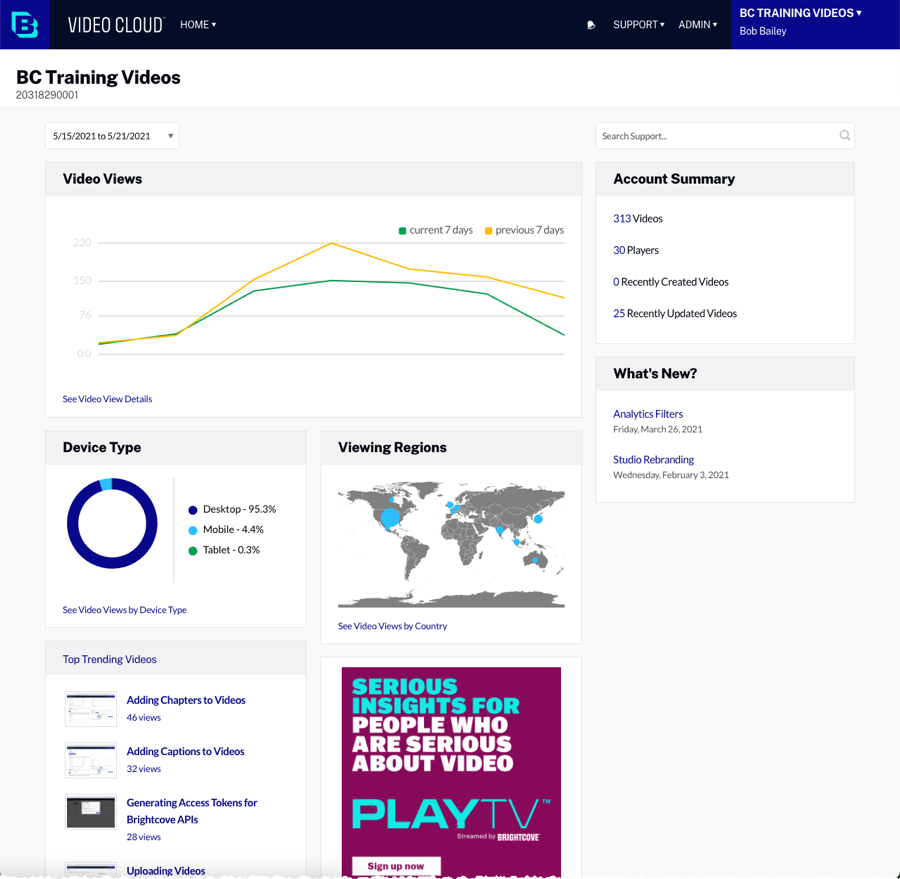 VIDEO CLOUD™
HOME ▾
SUPPORT ▾
ADMIN ▾
BC TRAINING VIDEOS ▾
Bob Bailey
BC Training Videos
20318290001
5/15/2021 to 5/21/2021 ▾
Search Support...
Video Views
current 7 days
previous 7 days
220
150
76
0.0
See Video View Details
Account Summary
313 Videos
30 Players
0 Recently Created Videos
25 Recently Updated Videos
What's New?
Analytics Filters
Friday, March 26, 2021
Studio Rebranding
Wednesday, February 3, 2021
Device Type
Desktop - 95.3%
Mobile - 4.4%
Tablet - 0.3%
See Video Views by Device Type
Viewing Regions
See Video Views by Country
Top Trending Videos
Adding Chapters to Videos
46 views
Adding Captions to Videos
32 views
Generating Access Tokens for
Brightcove APIs
28 views
Uploading Videos
SERIOUS
INSIGHTS FOR
PEOPLE WHO
ARE SERIOUS
ABOUT VIDEO
PLAYTV™
Streamed by BRIGHTCOVE
Sign up now